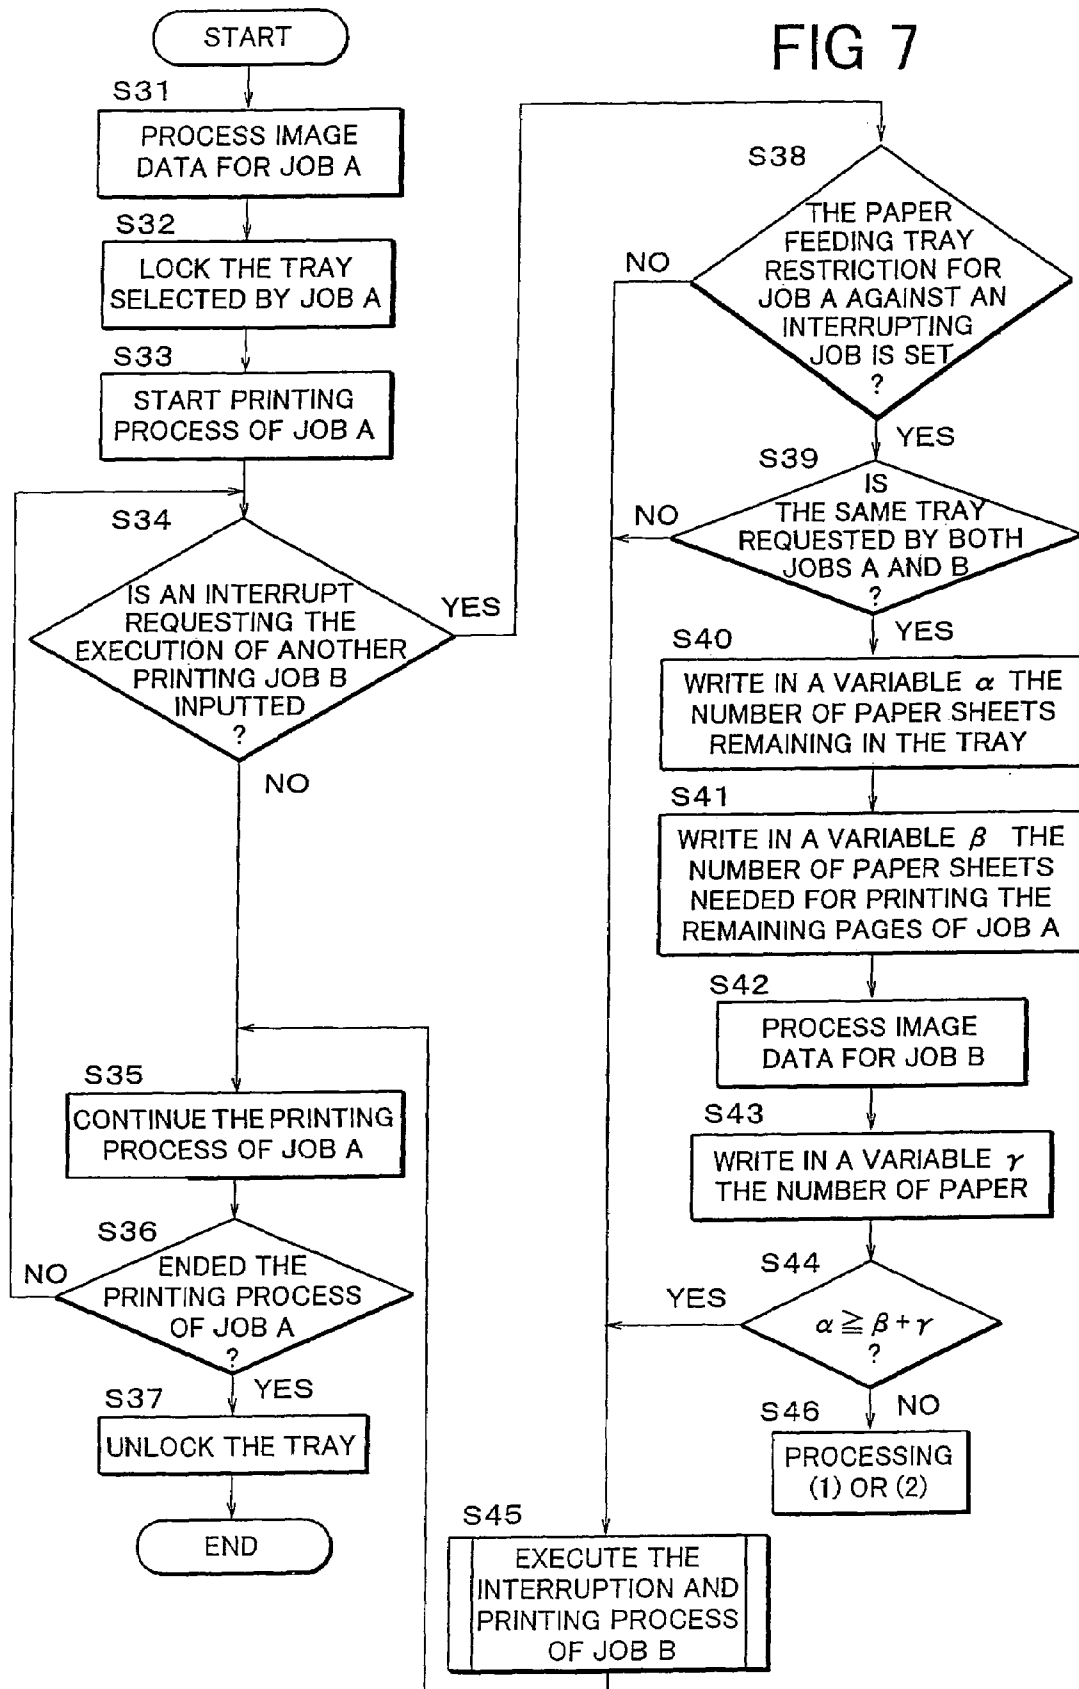 FIG 7
START
S31
PROCESS IMAGE
DATA FOR JOB A
S32
LOCK THE TRAY
SELECTED BY JOB A
S33
START PRINTING
PROCESS OF JOB A
S34
IS AN INTERRUPT
REQUESTING THE
EXECUTION OF ANOTHER
PRINTING JOB B
INPUTTED
?
YES
NO
S35
CONTINUE THE PRINTING
PROCESS OF JOB A
S36
ENDED THE
PRINTING PROCESS
OF JOB A
?
NO
YES
S37
UNLOCK THE TRAY
END
S38
THE PAPER
FEEDING TRAY
RESTRICTION FOR
JOB A AGAINST AN
INTERRUPTING
JOB IS SET
?
NO
YES
S39
IS
THE SAME TRAY
REQUESTED BY BOTH
JOBS A AND B
?
NO
YES
S40
WRITE IN A VARIABLE α THE
NUMBER OF PAPER SHEETS
REMAINING IN THE TRAY
S41
WRITE IN A VARIABLE β THE
NUMBER OF PAPER SHEETS
NEEDED FOR PRINTING THE
REMAINING PAGES OF JOB A
S42
PROCESS IMAGE
DATA FOR JOB B
S43
WRITE IN A VARIABLE γ
THE NUMBER OF PAPER
S44
α ≧ β + γ
?
YES
NO
S46
PROCESSING
(1) OR (2)
S45
EXECUTE THE
INTERRUPTION AND
PRINTING PROCESS
OF JOB B